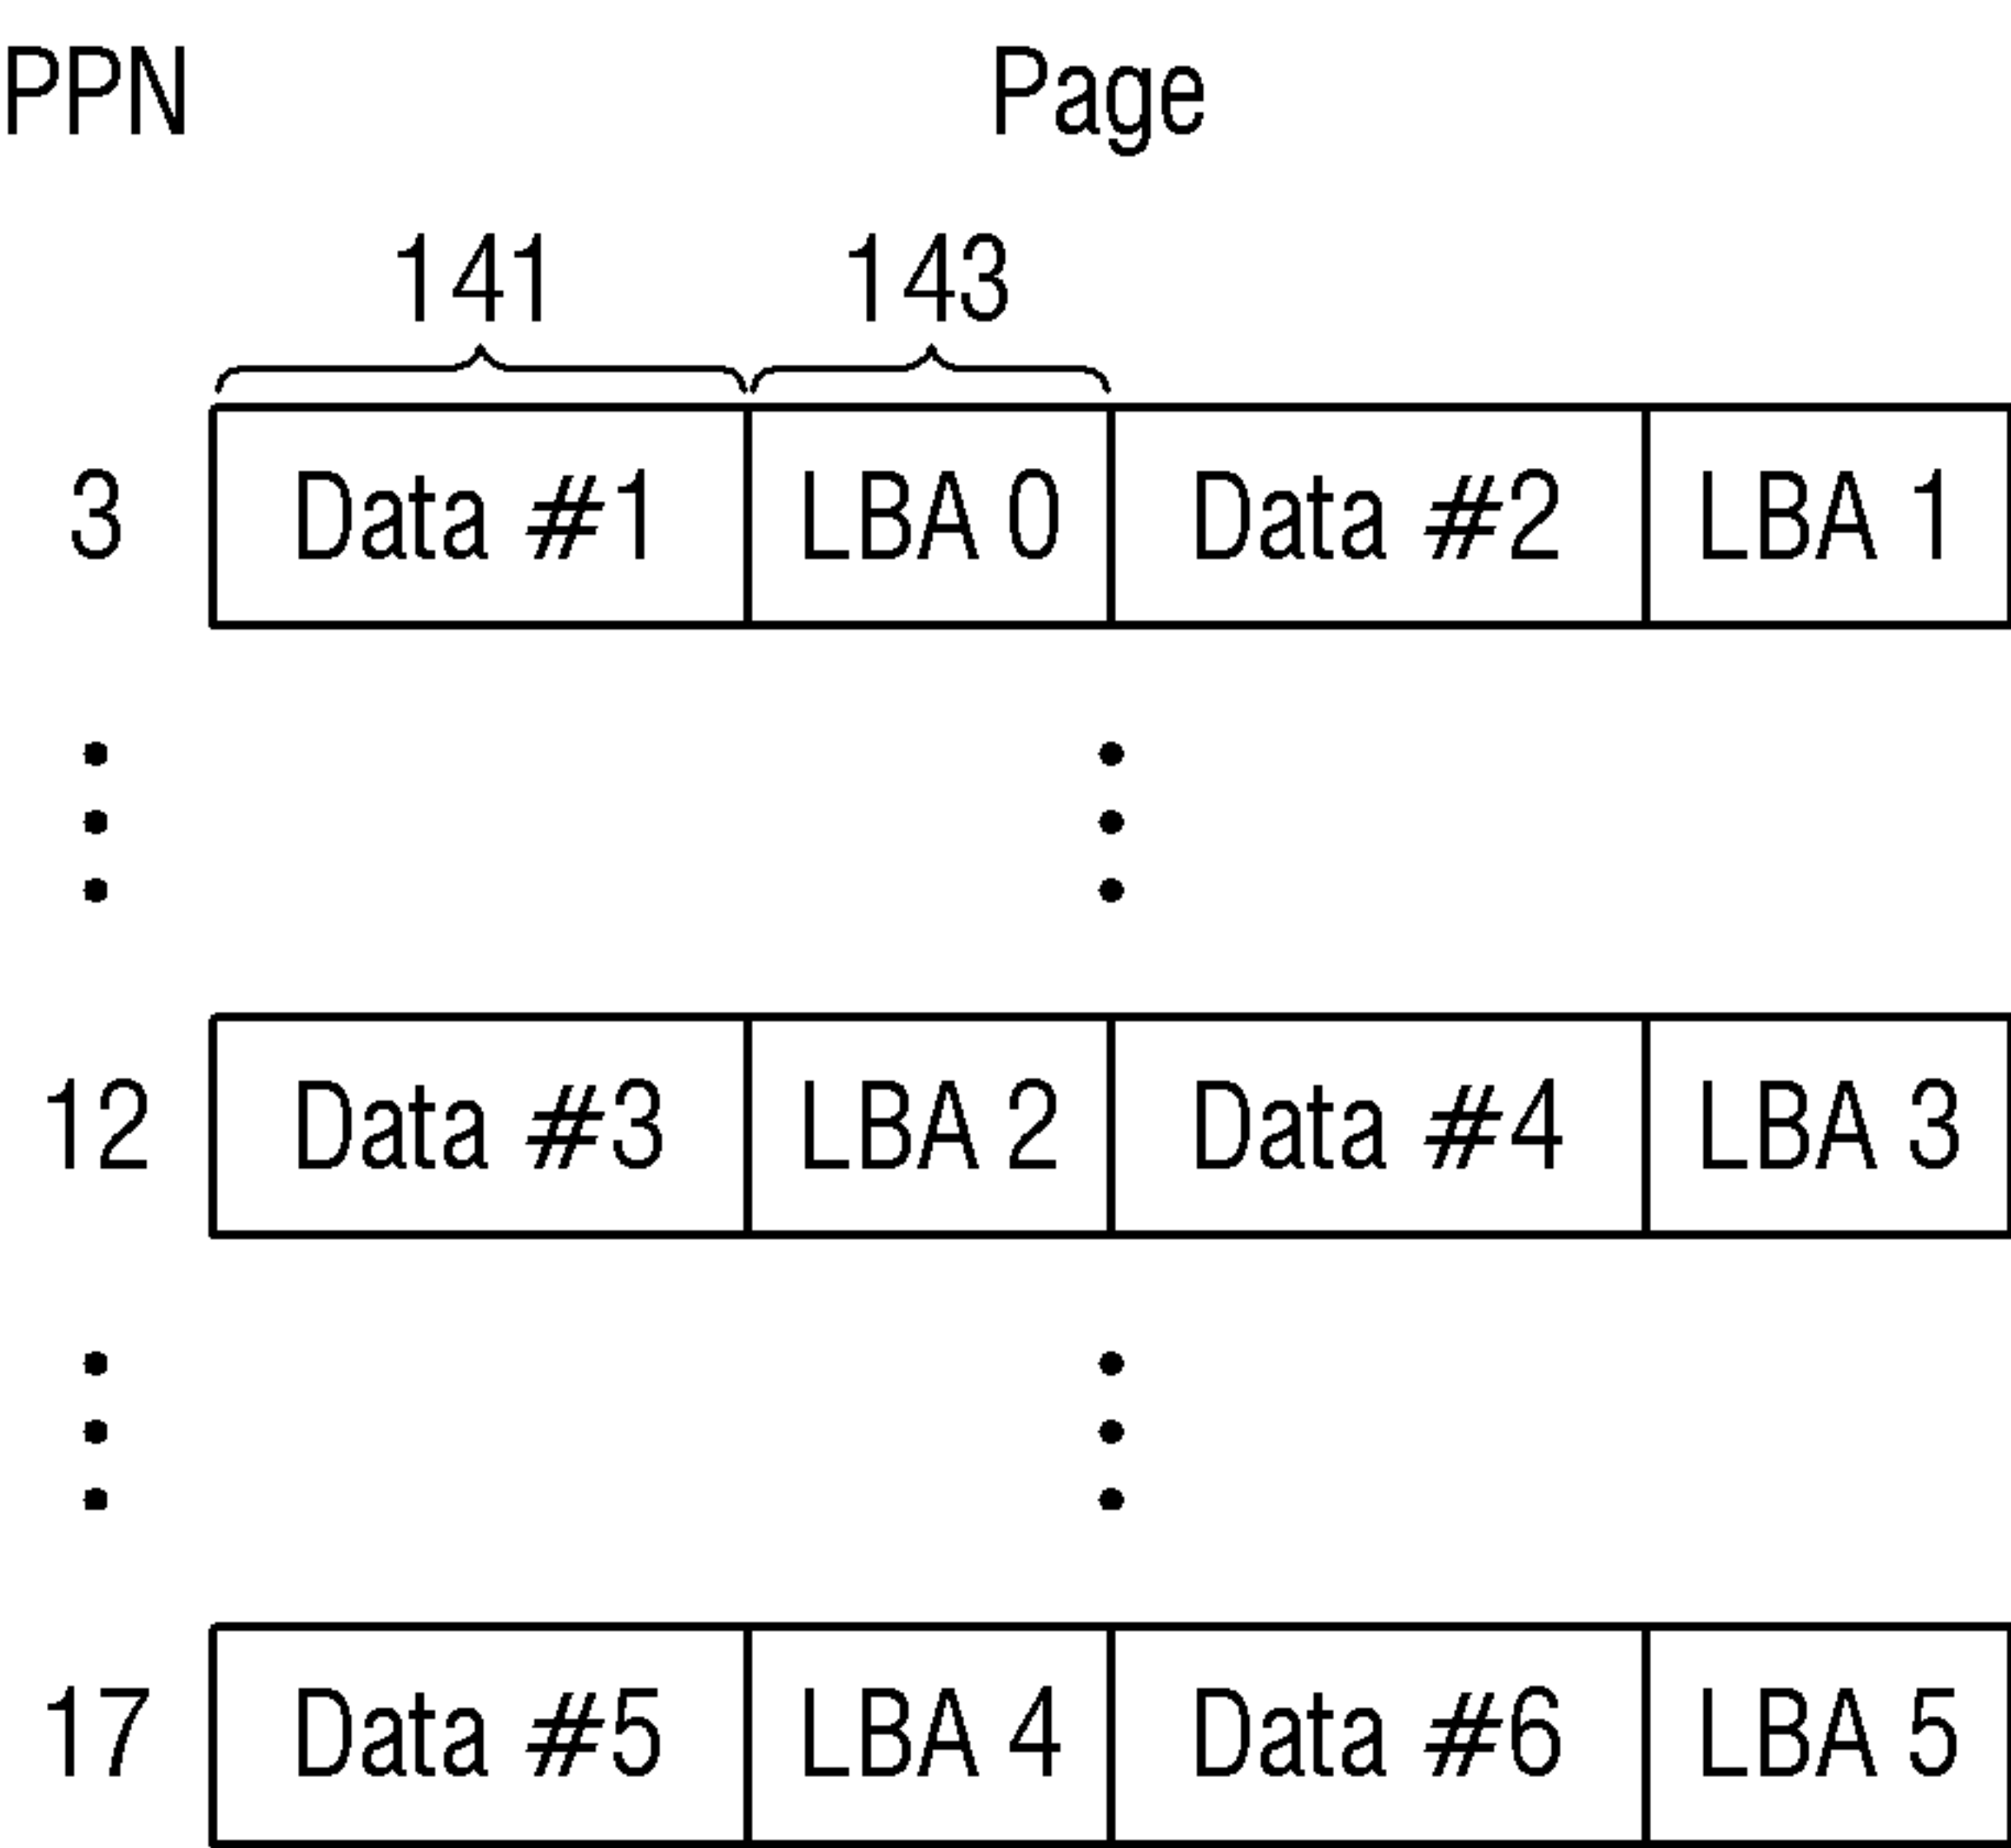 PPN Page
141 143
3 Data #1 LBA 0 Data #2 LBA 1
12 Data #3 LBA 2 Data #4 LBA 3
17 Data #5 LBA 4 Data #6 LBA 5